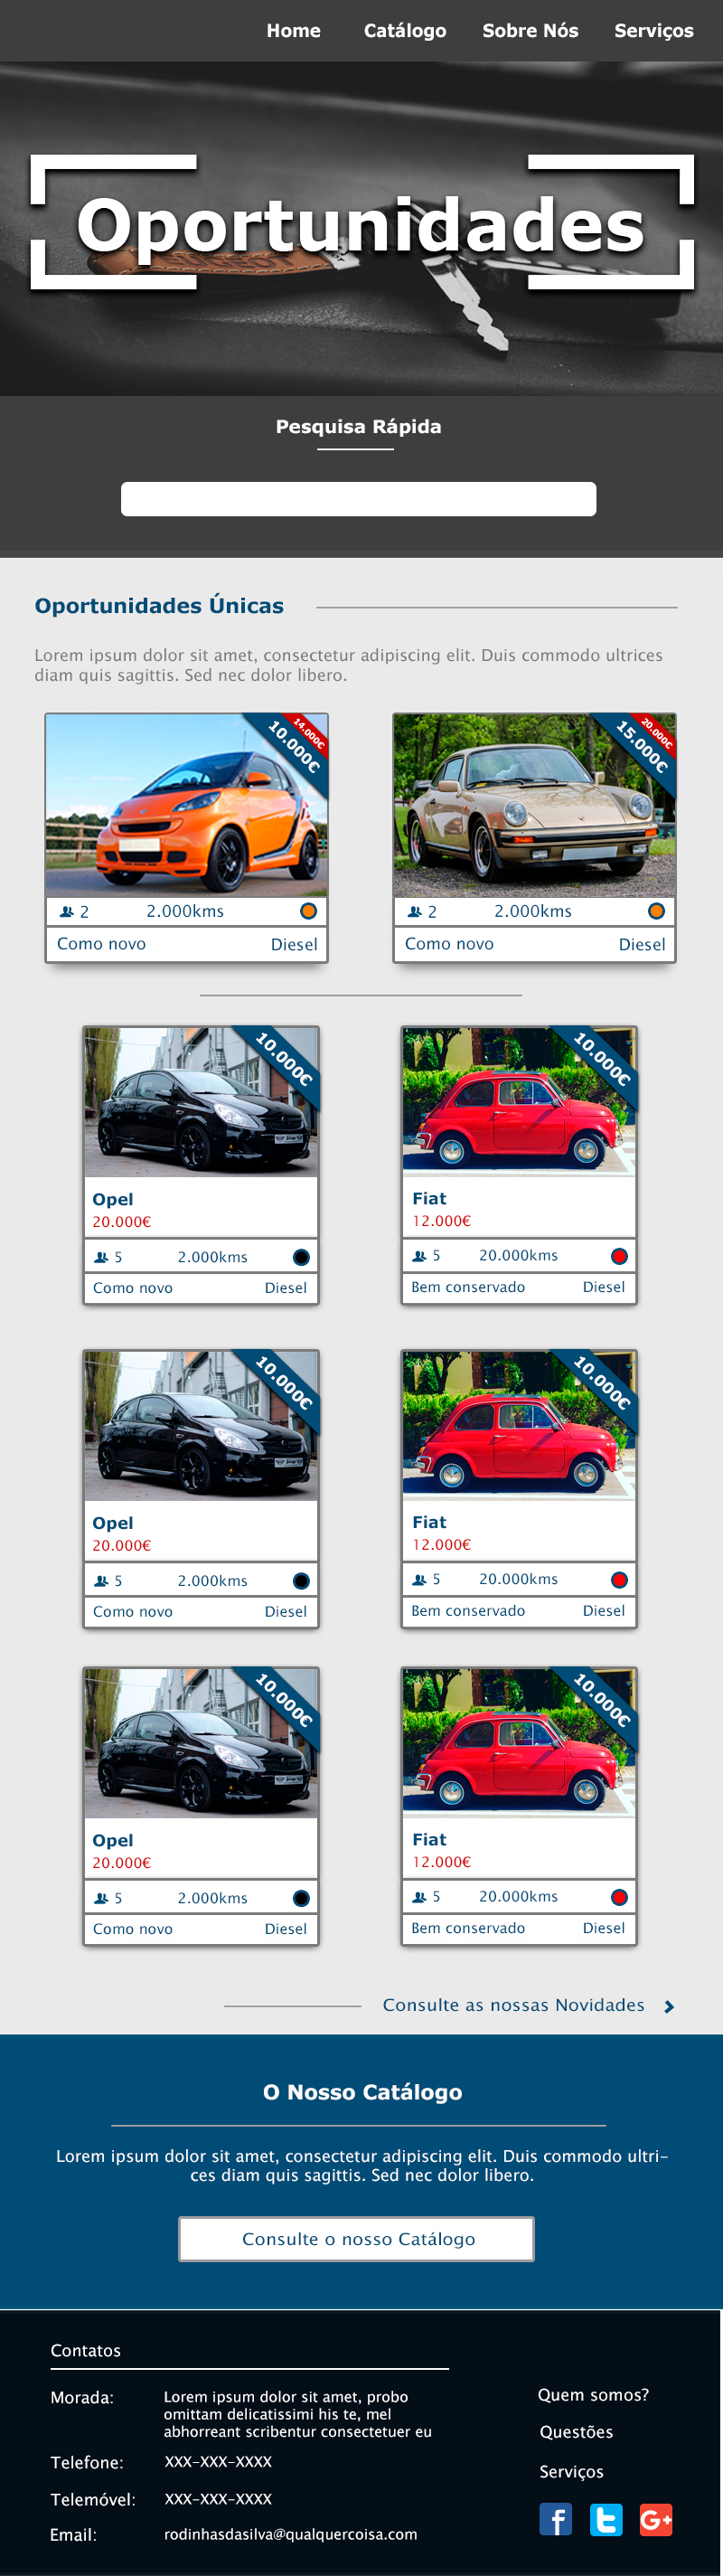 Home Catálogo Sobre Nós Serviços
Oportunidades
Pesquisa Rápida
Oportunidades Únicas
Lorem ipsum dolor sit amet, consectetur adipiscing elit. Duis commodo ultrices
diam quis sagittis. Sed nec dolor libero.
14.000€
10.000€
2 2.000kms
Como novo Diesel
20.000€
15.000€
2 2.000kms
Como novo Diesel
10.000€
Opel
20.000€
5 2.000kms
Como novo Diesel
10.000€
Fiat
12.000€
5 20.000kms
Bem conservado Diesel
10.000€
Opel
20.000€
5 2.000kms
Como novo Diesel
10.000€
Fiat
12.000€
5 20.000kms
Bem conservado Diesel
10.000€
Opel
20.000€
5 2.000kms
Como novo Diesel
10.000€
Fiat
12.000€
5 20.000kms
Bem conservado Diesel
Consulte as nossas Novidades
O Nosso Catálogo
Lorem ipsum dolor sit amet, consectetur adipiscing elit. Duis commodo ultri-
ces diam quis sagittis. Sed nec dolor libero.
Consulte o nosso Catálogo
Contatos
Morada: Lorem ipsum dolor sit amet, probo
omittam delicatissimi his te, mel
abhorreant scribentur consectetuer eu
Telefone: XXX-XXX-XXXX
Telemóvel: XXX-XXX-XXXX
Email: rodinhasdasilva@qualquercoisa.com
Quem somos?
Questões
Serviços
f t G+